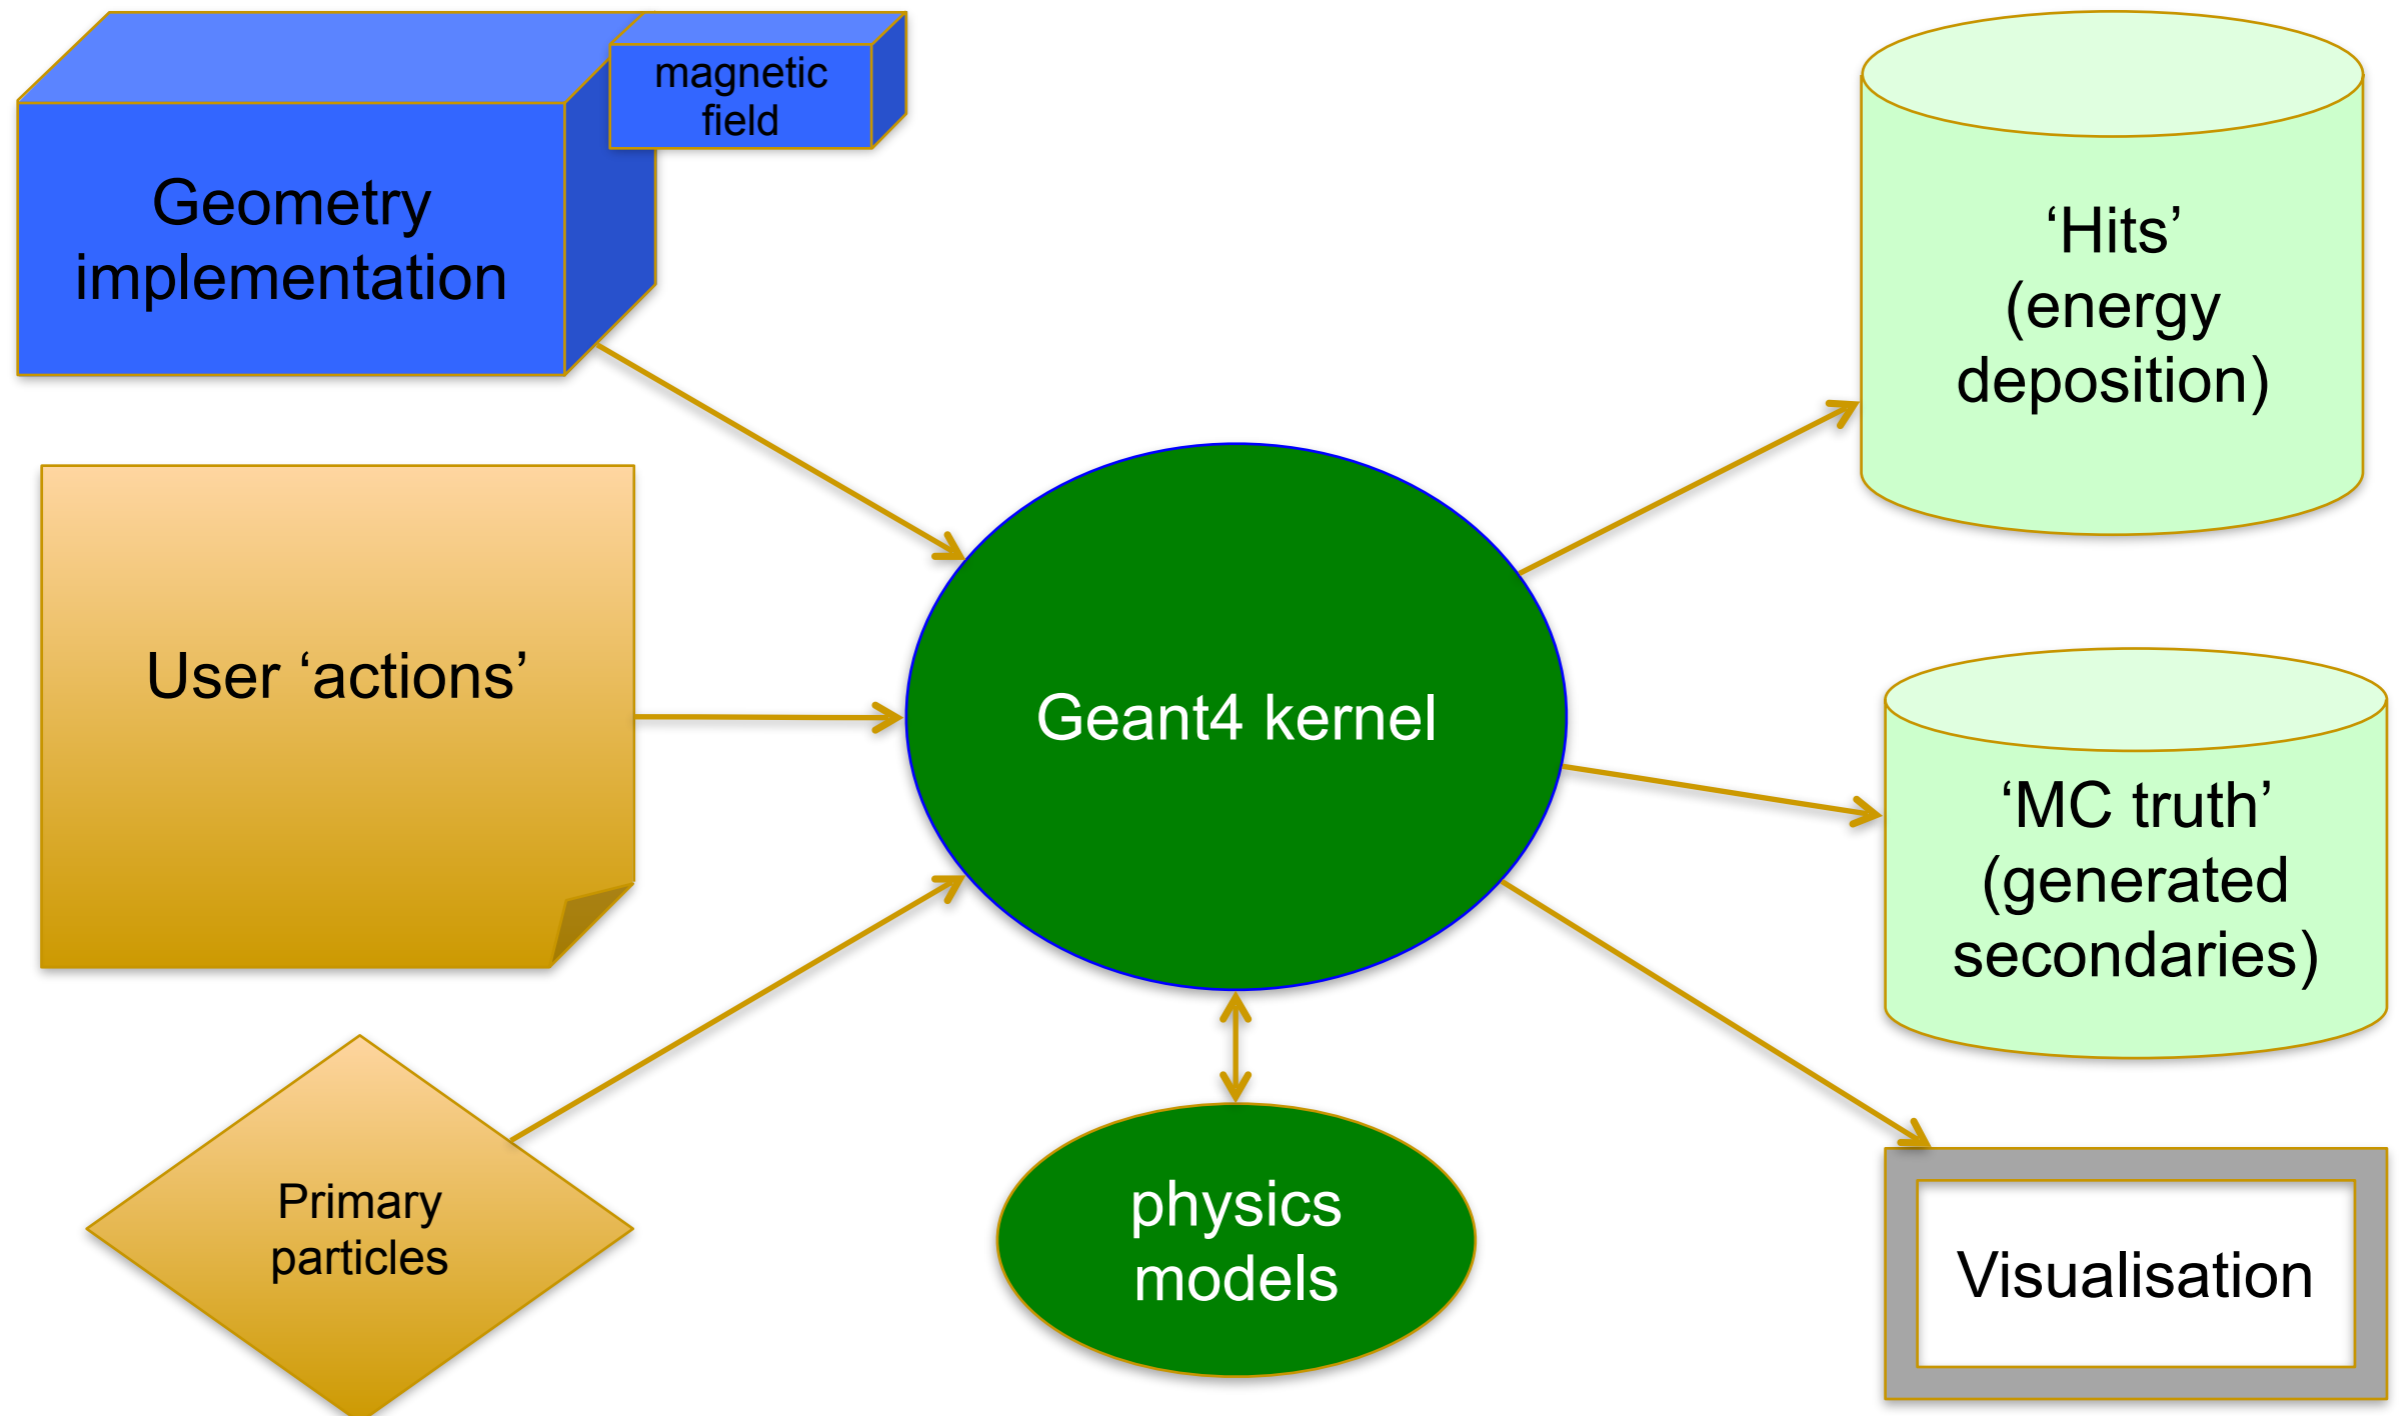 magnetic
field
Geometry
implementation
‘Hits’
(energy
deposition)
User ‘actions’
Geant4 kernel
‘MC truth’
(generated
secondaries)
Primary
particles
physics
models
Visualisation